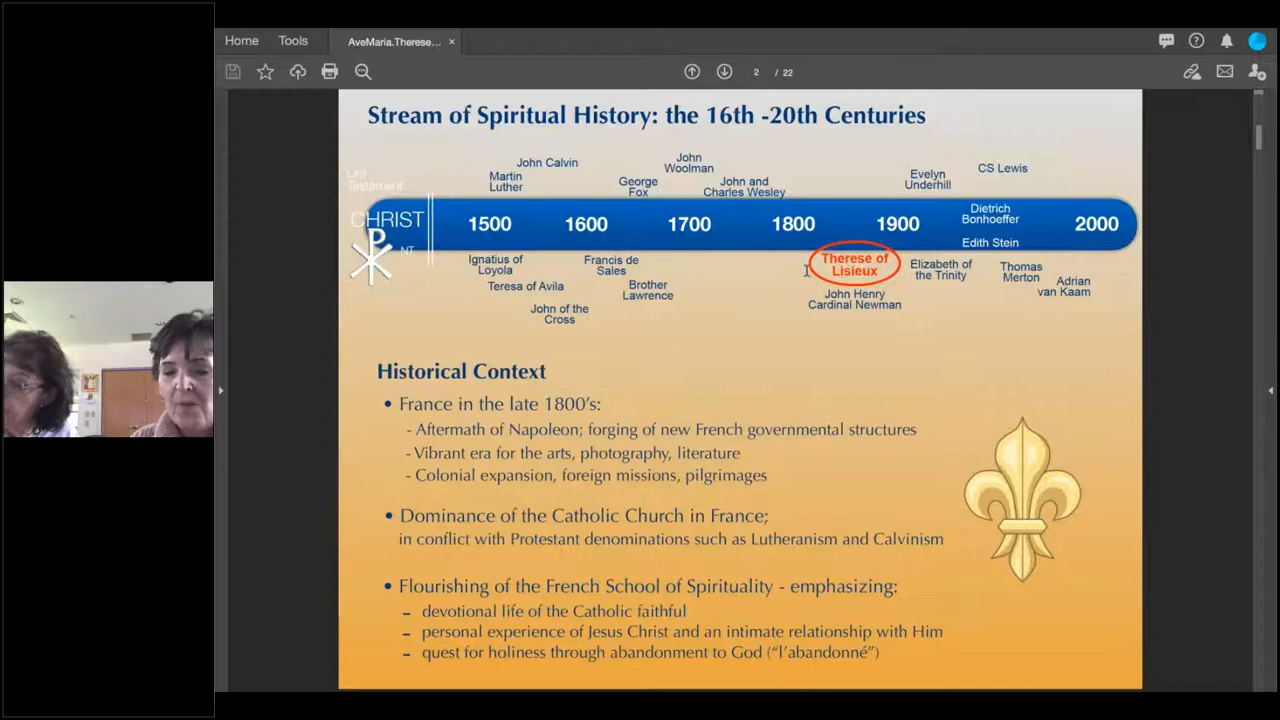 Home
Tools
AveMaria.Therese...
2 / 22
Stream of Spiritual History: the 16th -20th Centuries
John Calvin
Martin
Luther
George
Fox
John
Woolman
John and
Charles Wesley
Evelyn
Underhill
CS Lewis
Testament
CHRIST
NT
1500
1600
1700
1800
1900
Dietrich
Bonhoeffer
Edith Stein
2000
Ignatius of
Loyola
Teresa of Avila
John of the
Cross
Francis de
Sales
Brother
Lawrence
Therese of
Lisieux
John Henry
Cardinal Newman
Elizabeth of
the Trinity
Thomas
Merton
Adrian
van Kaam
Historical Context
• France in the late 1800's:
- Aftermath of Napoleon; forging of new French governmental structures
- Vibrant era for the arts, photography, literature
- Colonial expansion, foreign missions, pilgrimages
• Dominance of the Catholic Church in France;
in conflict with Protestant denominations such as Lutheranism and Calvinism
• Flourishing of the French School of Spirituality - emphasizing:
– devotional life of the Catholic faithful
– personal experience of Jesus Christ and an intimate relationship with Him
– quest for holiness through abandonment to God (“l’abandonné”)